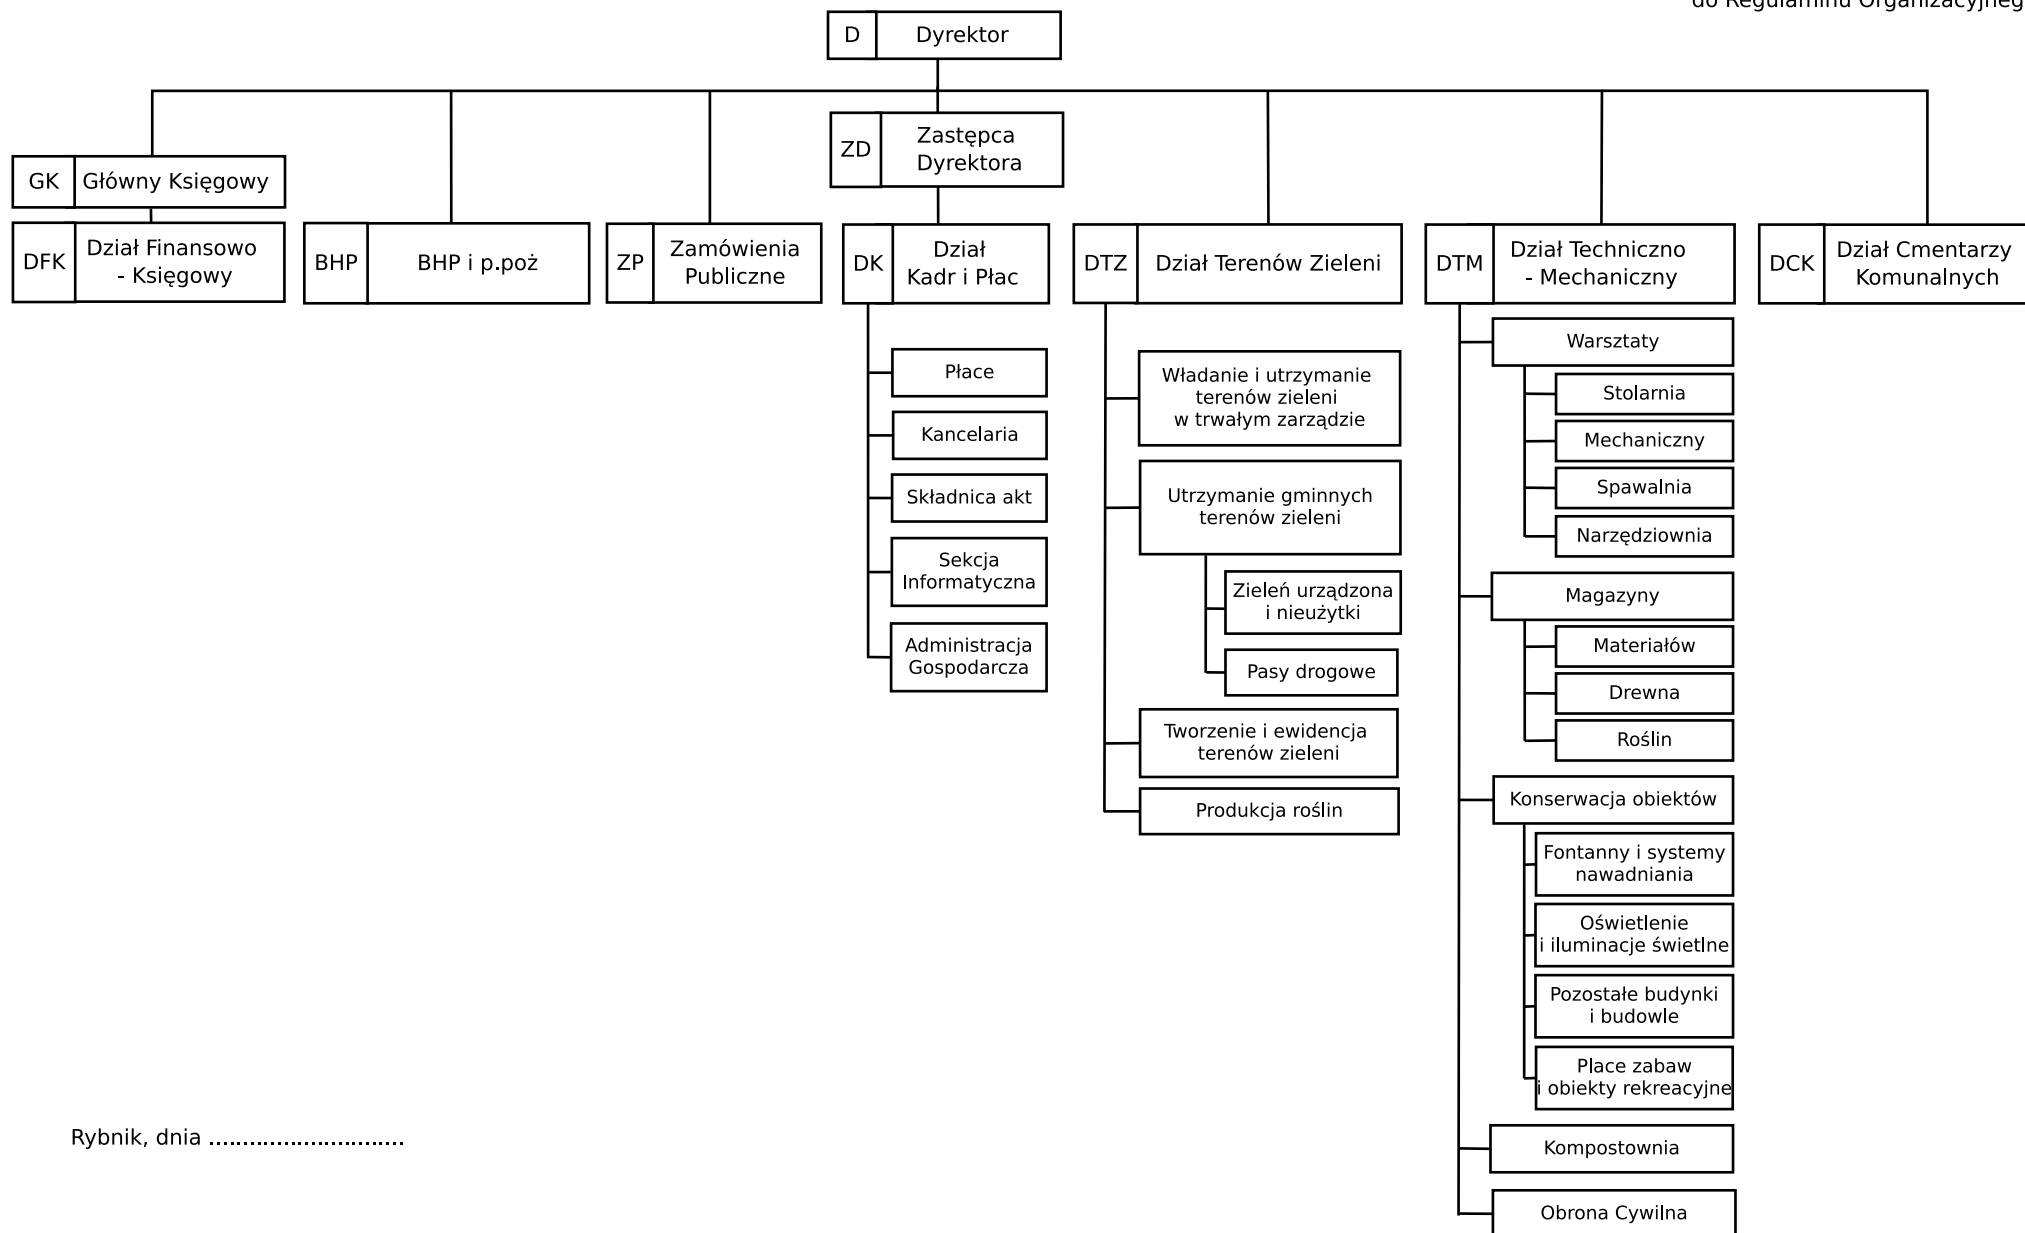 do Regulaminu Organizacyjneg
D Dyrektor
ZD Zastępca
Dyrektora
GK Główny Księgowy
DFK Dział Finansowo
- Księgowy
BHP BHP i p.poż
ZP Zamówienia
Publiczne
DK Dział
Kadr i Płac
DTZ Dział Terenów Zieleni
DTM Dział Techniczno
- Mechaniczny
DCK Dział Cmentarzy
Komunalnych
Płace
Kancelaria
Składnica akt
Sekcja
Informatyczna
Administracja
Gospodarcza
Władanie i utrzymanie
terenów zieleni
w trwałym zarządzie
Utrzymanie gminnych
terenów zieleni
Zieleń urządzona
i nieużytki
Pasy drogowe
Tworzenie i ewidencja
terenów zieleni
Produkcja roślin
Warsztaty
Stolarnia
Mechaniczny
Spawalnia
Narzędziownia
Magazyny
Materiałów
Drewna
Roślin
Konserwacja obiektów
Fontanny i systemy
nawadniania
Oświetlenie
i iluminacje świetlne
Pozostałe budynki
i budowle
Place zabaw
i obiekty rekreacyjne
Kompostownia
Obrona Cywilna
Rybnik, dnia ............................